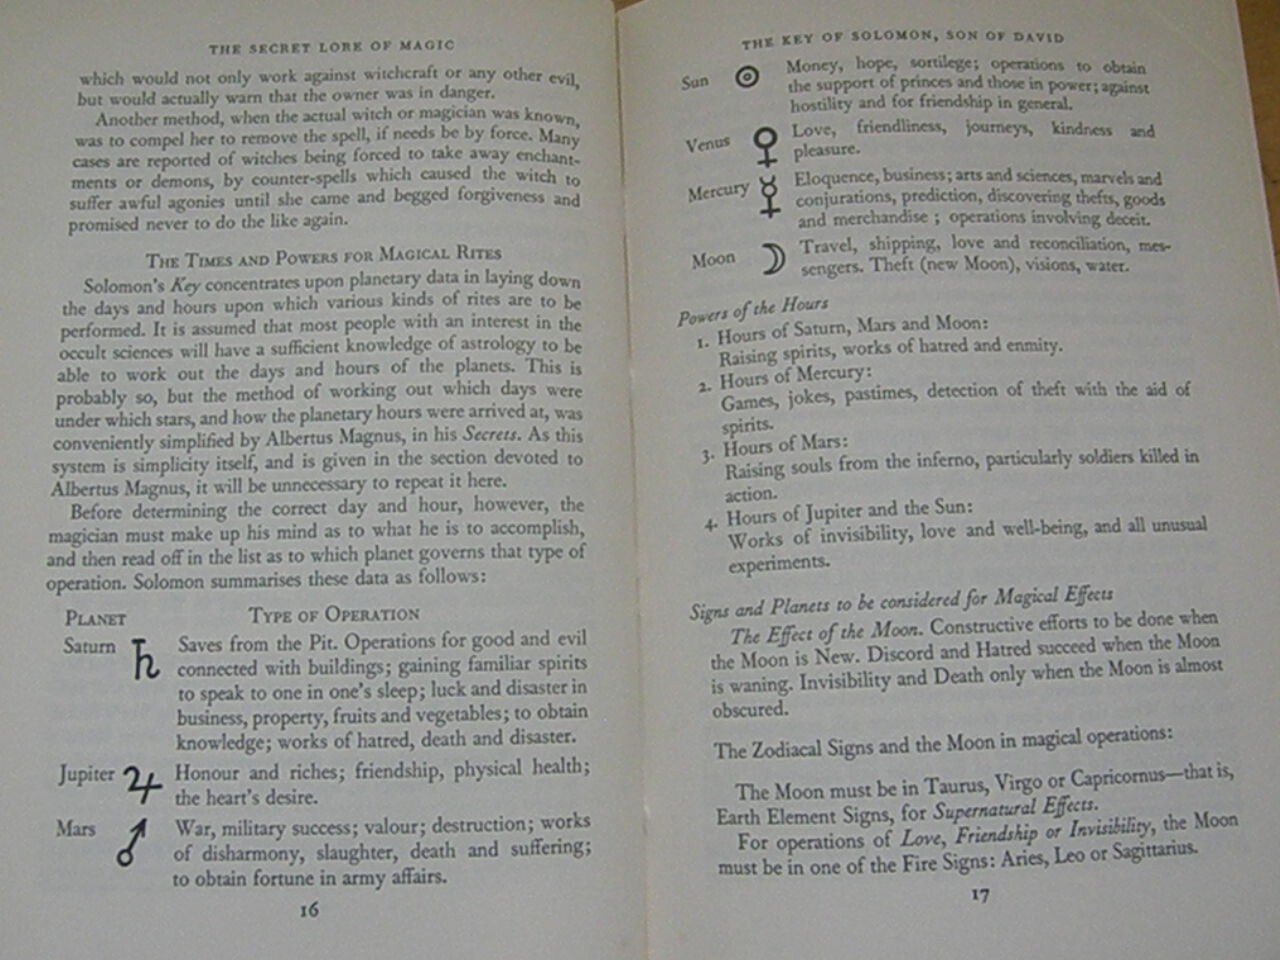 THE SECRET LORE OF MAGIC
which would not only work against witchcraft or any other evil,
but would actually warn that the owner was in danger.
Another method, when the actual witch or magician was known,
was to compel her to remove the spell, if needs be by force. Many
cases are reported of witches being forced to take away enchant-
ments or demons, by counter-spells which caused the witch to
suffer awful agonies until she came and begged forgiveness and
promised never to do the like again.
THE TIMES AND POWERS FOR MAGICAL RITES
Solomon's Key concentrates upon planetary data in laying down
the days and hours upon which various kinds of rites are to be
performed. It is assumed that most people with an interest in the
occult sciences will have a sufficient knowledge of astrology to be
able to work out the days and hours of the planets. This is
probably so, but the method of working out which days were
under which stars, and how the planetary hours were arrived at, was
conveniently simplified by Albertus Magnus, in his Secrets. As this
system is simplicity itself, and is given in the section devoted to
Albertus Magnus, it will be unnecessary to repeat it here.
Before determining the correct day and hour, however, the
magician must make up his mind as to what he is to accomplish,
and then read off in the list as to which planet governs that type of
operation. Solomon summarises these data as follows:
PLANET TYPE OF OPERATION
Saturn ♄ Saves from the Pit. Operations for good and evil
connected with buildings; gaining familiar spirits
to speak to one in one's sleep; luck and disaster in
business, property, fruits and vegetables; to obtain
knowledge; works of hatred, death and disaster.
Jupiter ♃ Honour and riches; friendship, physical health;
the heart's desire.
Mars ♂ War, military success; valour; destruction; works
of disharmony, slaughter, death and suffering;
to obtain fortune in army affairs.
16
THE KEY OF SOLOMON, SON OF DAVID
Sun ☉ Money, hope, sortilege; operations to obtain
the support of princes and those in power; against
hostility and for friendship in general.
Venus ♀ Love, friendliness, journeys, kindness and
pleasure.
Mercury ☿ Eloquence, business; arts and sciences, marvels and
conjurations, prediction, discovering thefts, goods
and merchandise ; operations involving deceit.
Moon ☽ Travel, shipping, love and reconciliation, mes-
sengers. Theft (new Moon), visions, water.
Powers of the Hours
1. Hours of Saturn, Mars and Moon:
Raising spirits, works of hatred and enmity.
2. Hours of Mercury:
Games, jokes, pastimes, detection of theft with the aid of
spirits.
3. Hours of Mars:
Raising souls from the inferno, particularly soldiers killed in
action.
4. Hours of Jupiter and the Sun:
Works of invisibility, love and well-being, and all unusual
experiments.
Signs and Planets to be considered for Magical Effects
The Effect of the Moon. Constructive efforts to be done when
the Moon is New. Discord and Hatred succeed when the Moon
is waning. Invisibility and Death only when the Moon is almost
obscured.
The Zodiacal Signs and the Moon in magical operations:
The Moon must be in Taurus, Virgo or Capricornus—that is,
Earth Element Signs, for Supernatural Effects.
For operations of Love, Friendship or Invisibility, the Moon
must be in one of the Fire Signs: Aries, Leo or Sagittarius.
17